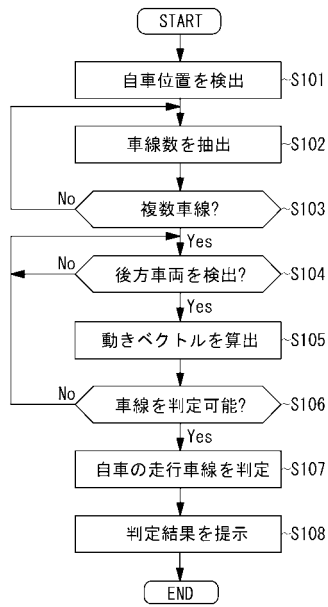 START
自車位置を検出 S101
車線数を抽出 S102
No 複数車線? S103
Yes
No 後方車両を検出? S104
Yes
動きベクトルを算出 S105
No 車線を判定可能? S106
Yes
自車の走行車線を判定 S107
判定結果を提示 S108
END